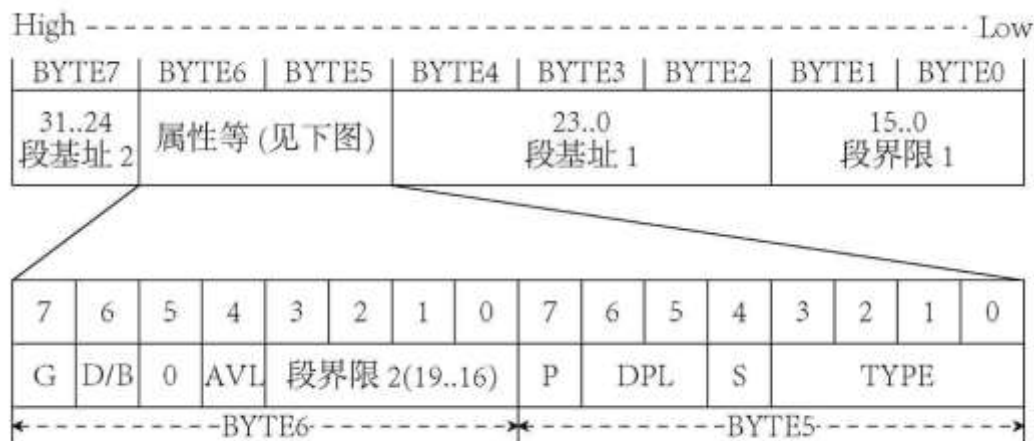 High Low
BYTE7 BYTE6 BYTE5 BYTE4 BYTE3 BYTE2 BYTE1 BYTE0
31..24 23..0 15..0
段基址 2 属性等 (见下图) 段基址 1 段界限 1
7 6 5 4 3 2 1 0 7 6 5 4 3 2 1 0
G D/B 0 AVL 段界限 2(19..16) P DPL S TYPE
BYTE6 BYTE5